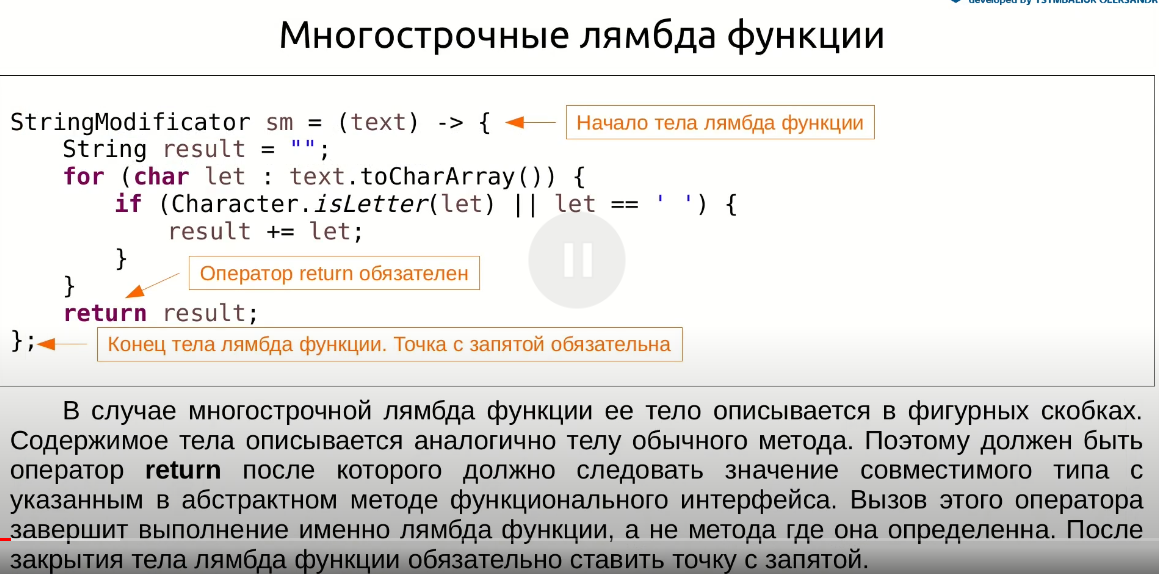 developed by TSYMBALIUK OLEKSANDR
Многострочные лямбда функции
StringModificator sm = (text) -> {
Начало тела лямбда функции
String result = "";
for (char let : text.toCharArray()) {
if (Character.isLetter(let) || let == ' ') {
result += let;
}
Оператор return обязателен
}
return result;
};
Конец тела лямбда функции. Точка с запятой обязательна
В случае многострочной лямбда функции ее тело описывается в фигурных скобках.
Содержимое тела описывается аналогично телу обычного метода. Поэтому должен быть
оператор return после которого должно следовать значение совместимого типа с
указанным в абстрактном методе функционального интерфейса. Вызов этого оператора
завершит выполнение именно лямбда функции, а не метода где она определенна. После
закрытия тела лямбда функции обязательно ставить точку с запятой.